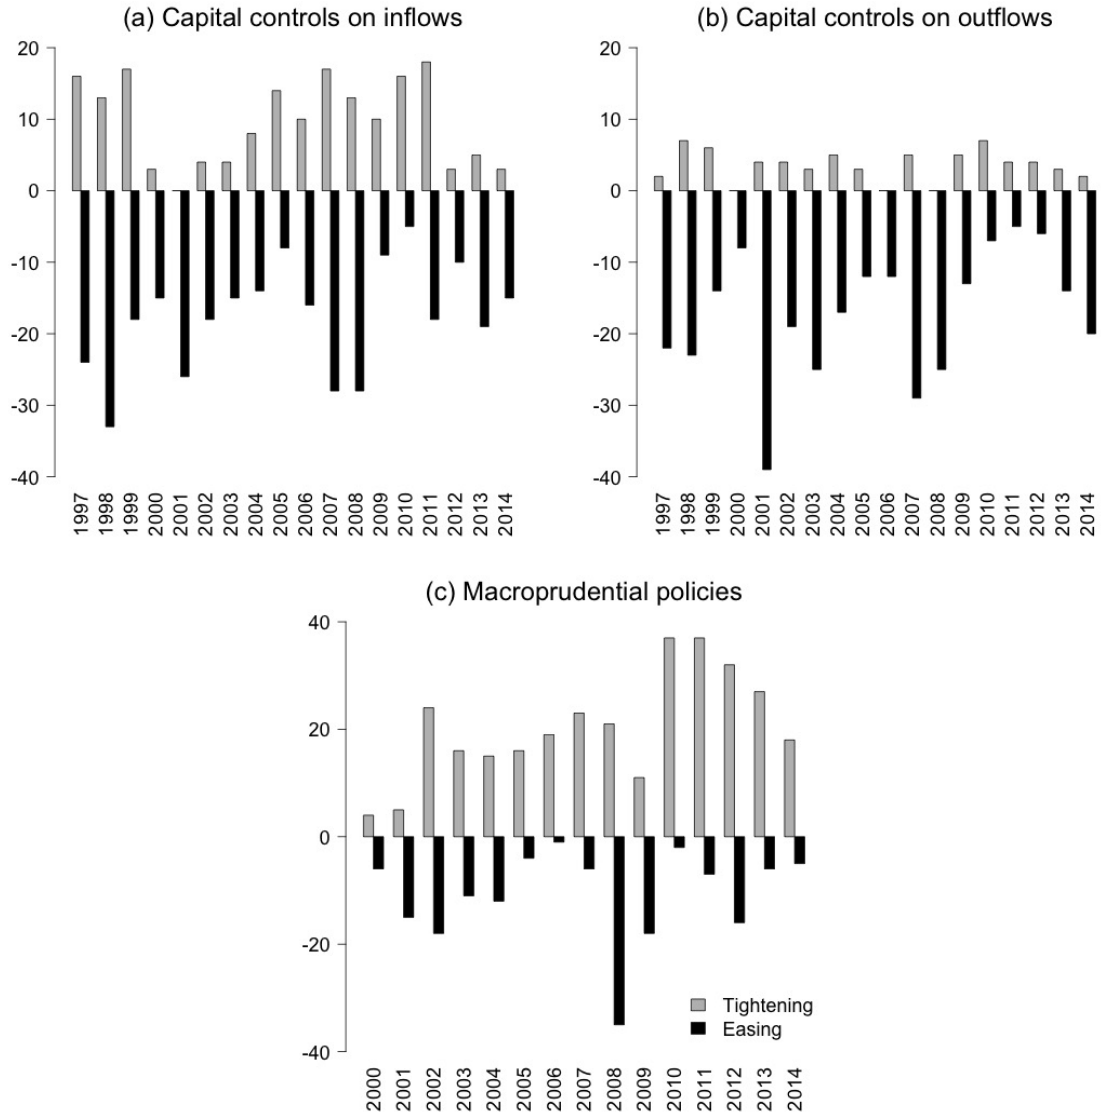 (a) Capital controls on inflows
20
10
0
-10
-20
-30
-40
1997 1998 1999 2000 2001 2002 2003 2004 2005 2006 2007 2008 2009 2010 2011 2012 2013 2014
(b) Capital controls on outflows
20
10
0
-10
-20
-30
-40
1997 1998 1999 2000 2001 2002 2003 2004 2005 2006 2007 2008 2009 2010 2011 2012 2013 2014
(c) Macroprudential policies
40
20
0
-20
-40
Tightening
Easing
2000 2001 2002 2003 2004 2005 2006 2007 2008 2009 2010 2011 2012 2013 2014